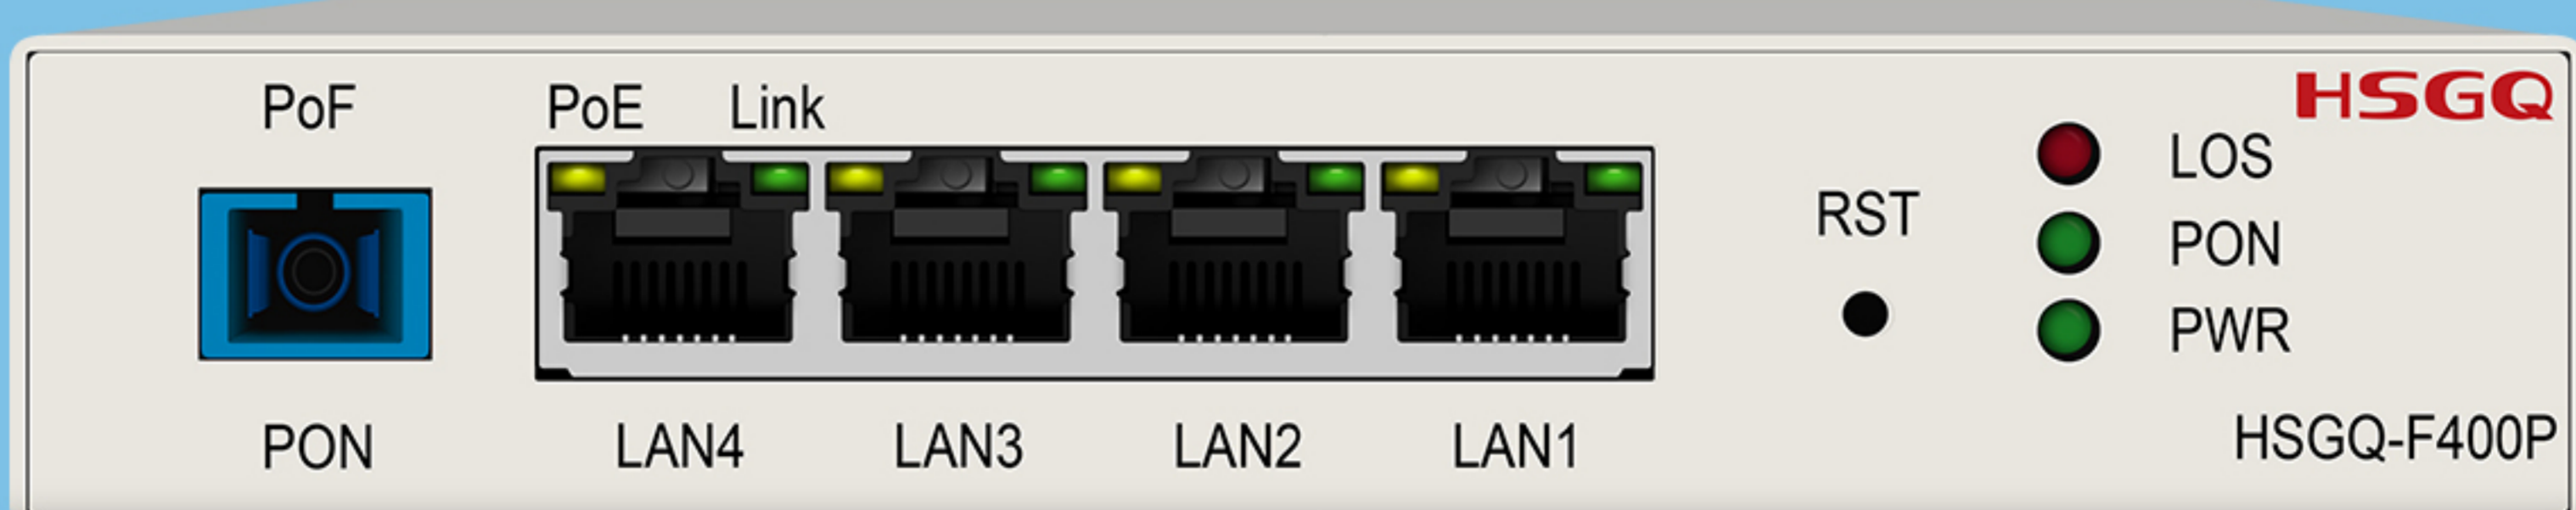 HSGQ
PoF
PoE
Link
LOS
RST
PON
PWR
PON
LAN4
LAN3
LAN2
LAN1
HSGQ-F400P